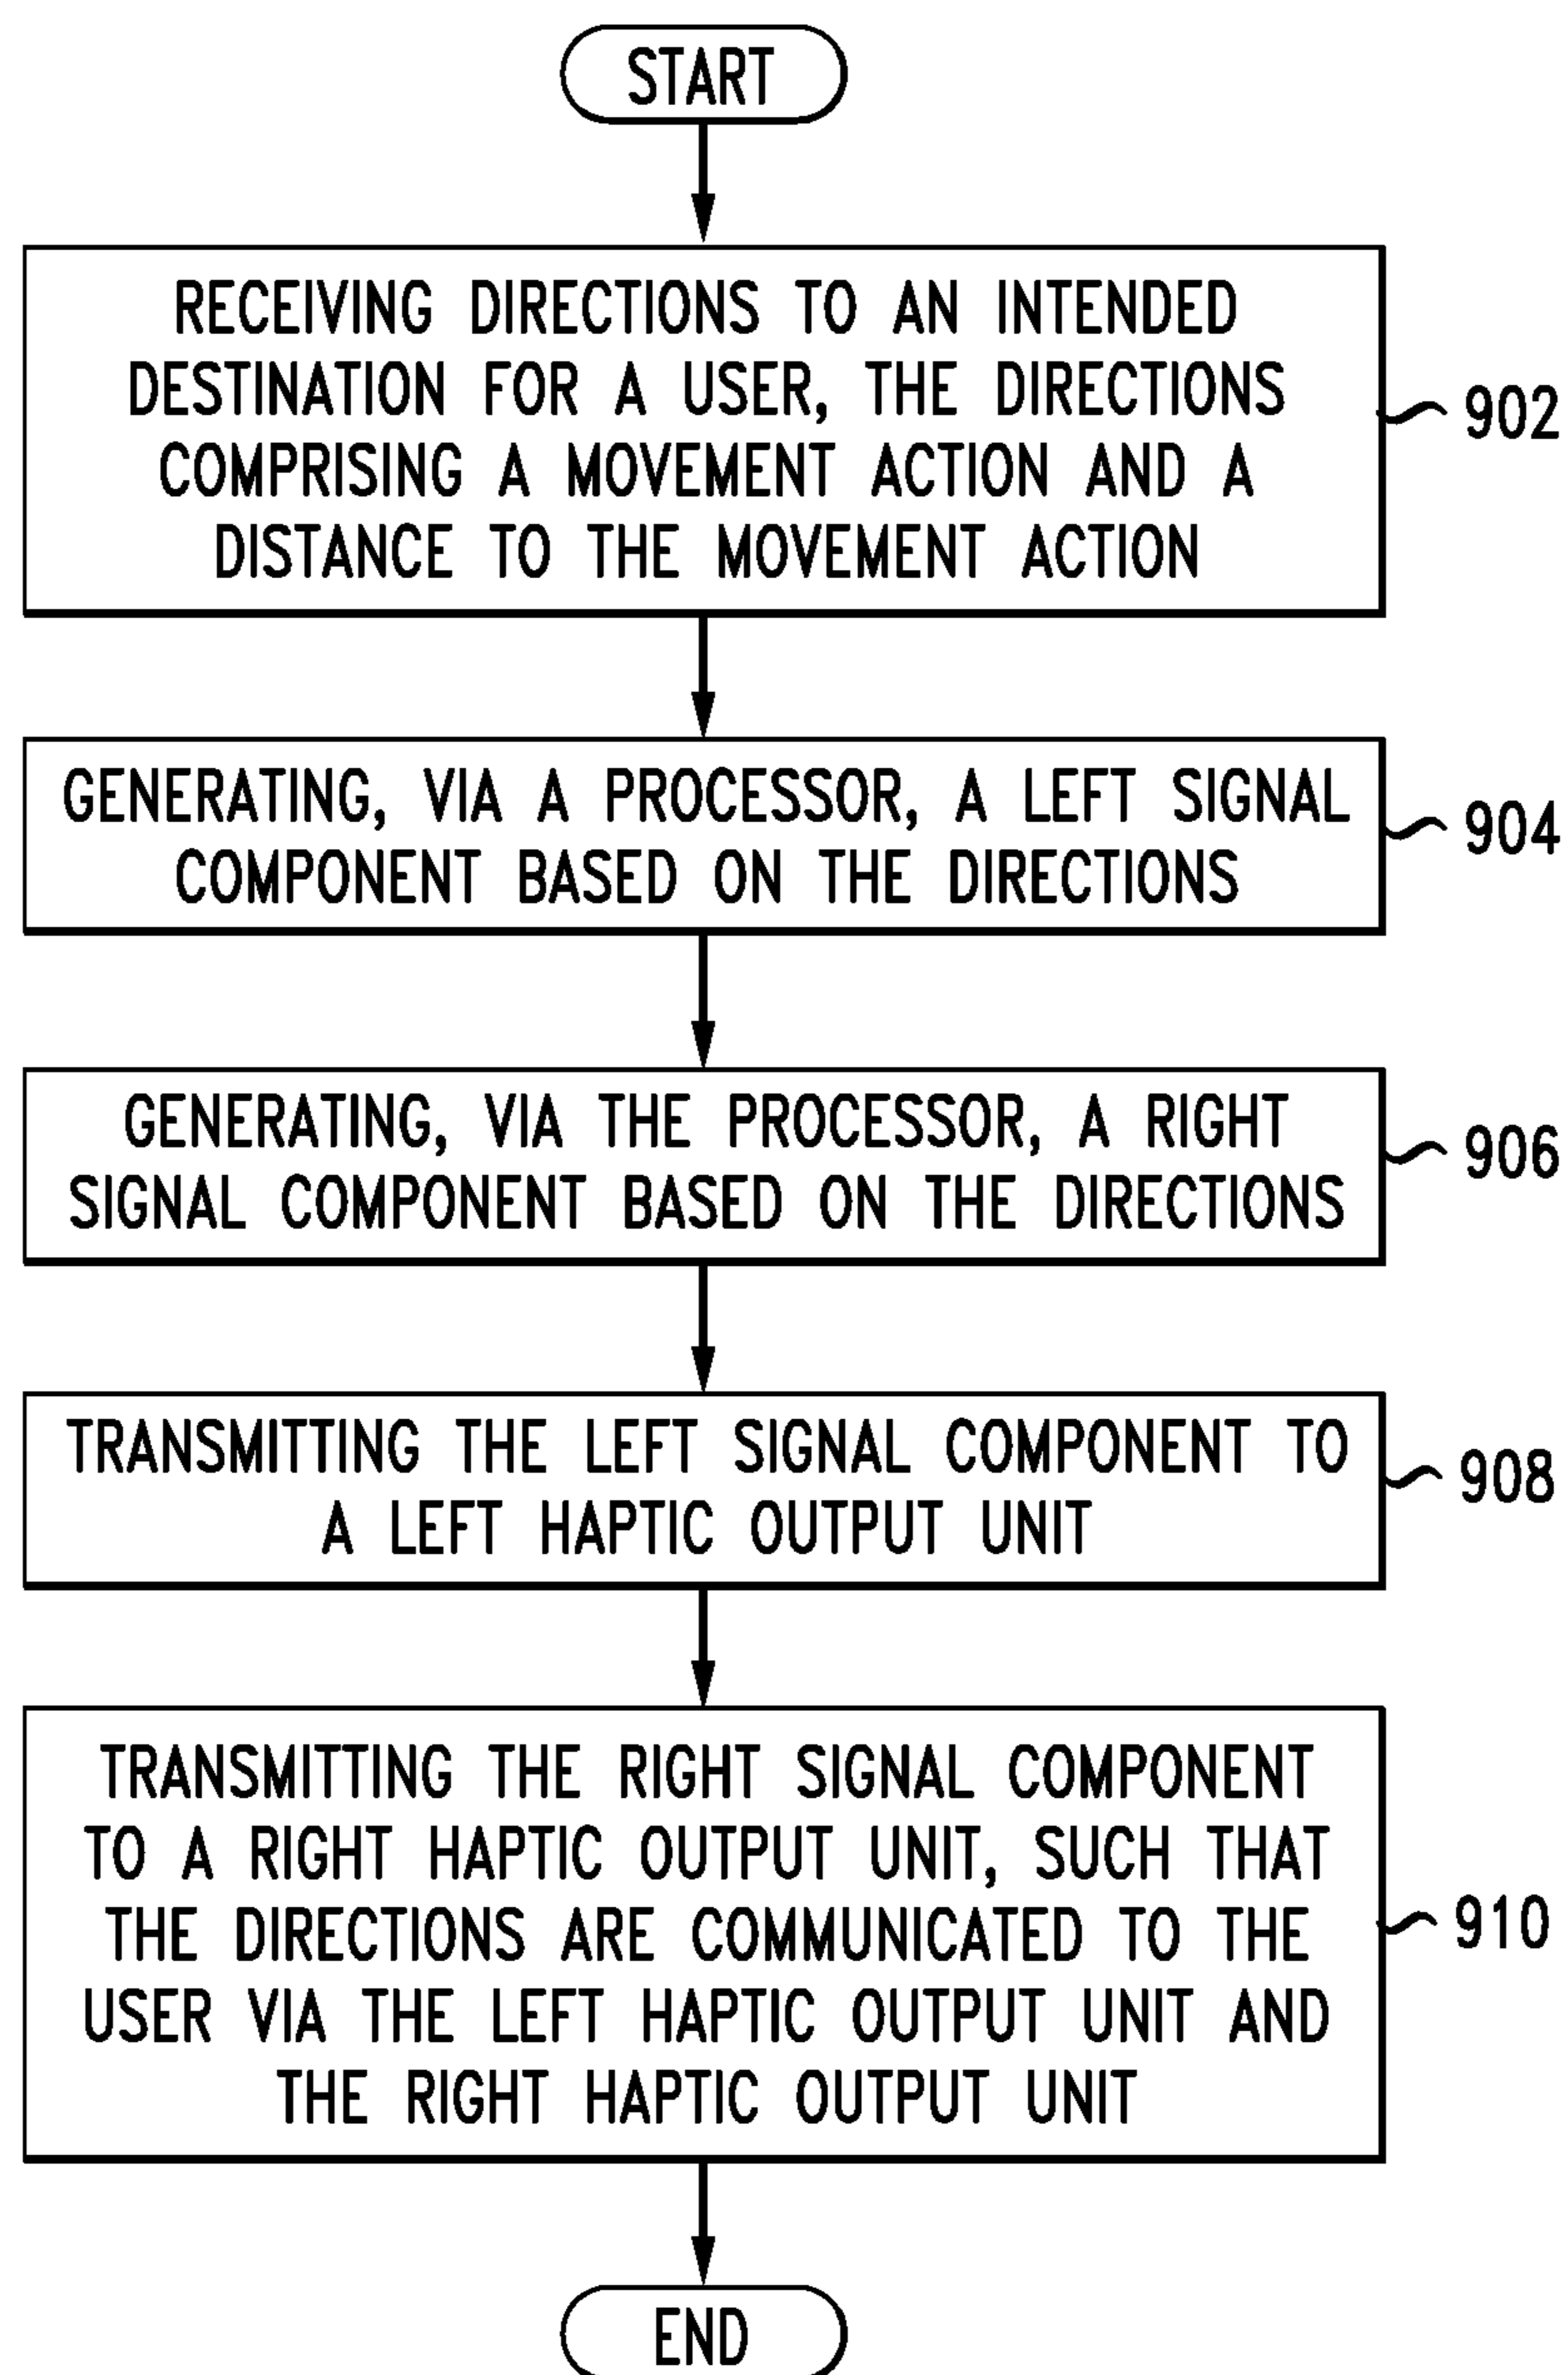 START
RECEIVING DIRECTIONS TO AN INTENDED
DESTINATION FOR A USER, THE DIRECTIONS
COMPRISING A MOVEMENT ACTION AND A
DISTANCE TO THE MOVEMENT ACTION
902
GENERATING, VIA A PROCESSOR, A LEFT SIGNAL
COMPONENT BASED ON THE DIRECTIONS
904
GENERATING, VIA THE PROCESSOR, A RIGHT
SIGNAL COMPONENT BASED ON THE DIRECTIONS
906
TRANSMITTING THE LEFT SIGNAL COMPONENT TO
A LEFT HAPTIC OUTPUT UNIT
908
TRANSMITTING THE RIGHT SIGNAL COMPONENT
TO A RIGHT HAPTIC OUTPUT UNIT, SUCH THAT
THE DIRECTIONS ARE COMMUNICATED TO THE
USER VIA THE LEFT HAPTIC OUTPUT UNIT AND
THE RIGHT HAPTIC OUTPUT UNIT
910
END